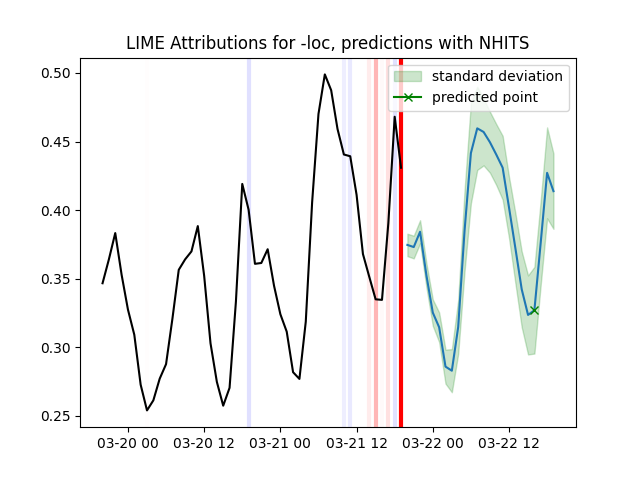 LIME Attributions for -loc, predictions with NHITS
standard deviation
predicted point
0.50
0.45
0.40
0.35
0.30
0.25
03-20 00 03-20 12 03-21 00 03-21 12 03-22 00 03-22 12